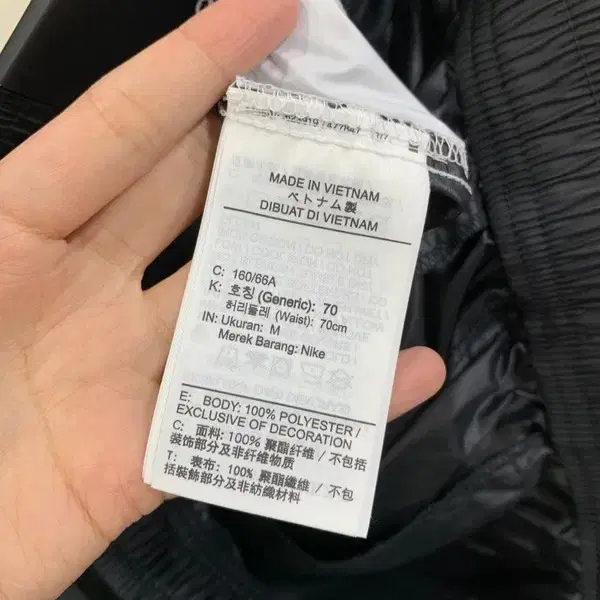 MADE IN VIETNAM
ベトナム製
DIBUAT DI VIETNAM
C: 160/66A
K: 호칭 (Generic): 70
허리둘레 (Waist): 70cm
IN: Ukuran: M
Merek Barang: Nike
E: BODY: 100% POLYESTER /
EXCLUSIVE OF DECORATION
C: 面料: 100% 聚酯纤维 / 不包括
装饰部分及非纤维物质
T: 表布: 100% 聚酯纖維 / 不包
括裝飾部分及非紡織材料